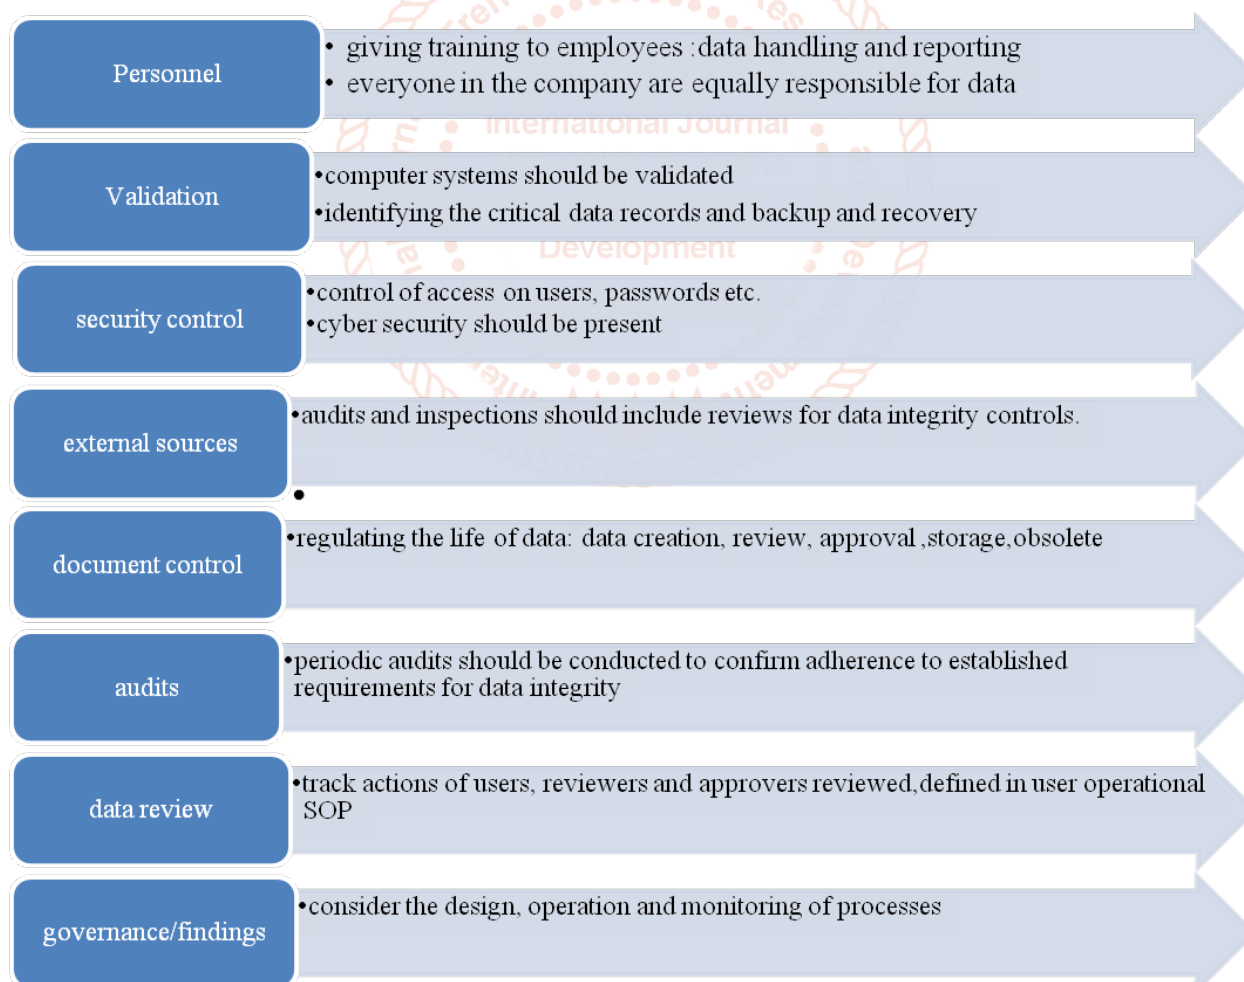 Personnel
• giving training to employees :data handling and reporting
• everyone in the company are equally responsible for data
International Journal
Validation
•computer systems should be validated
•identifying the critical data records and backup and recovery
Development
security control
•control of access on users, passwords etc.
•cyber security should be present
external sources
•audits and inspections should include reviews for data integrity controls.
•
document control
•regulating the life of data: data creation, review, approval ,storage,obsolete
audits
•periodic audits should be conducted to confirm adherence to established
requirements for data integrity
data review
•track actions of users, reviewers and approvers reviewed,defined in user operational
SOP
governance/findings
•consider the design, operation and monitoring of processes